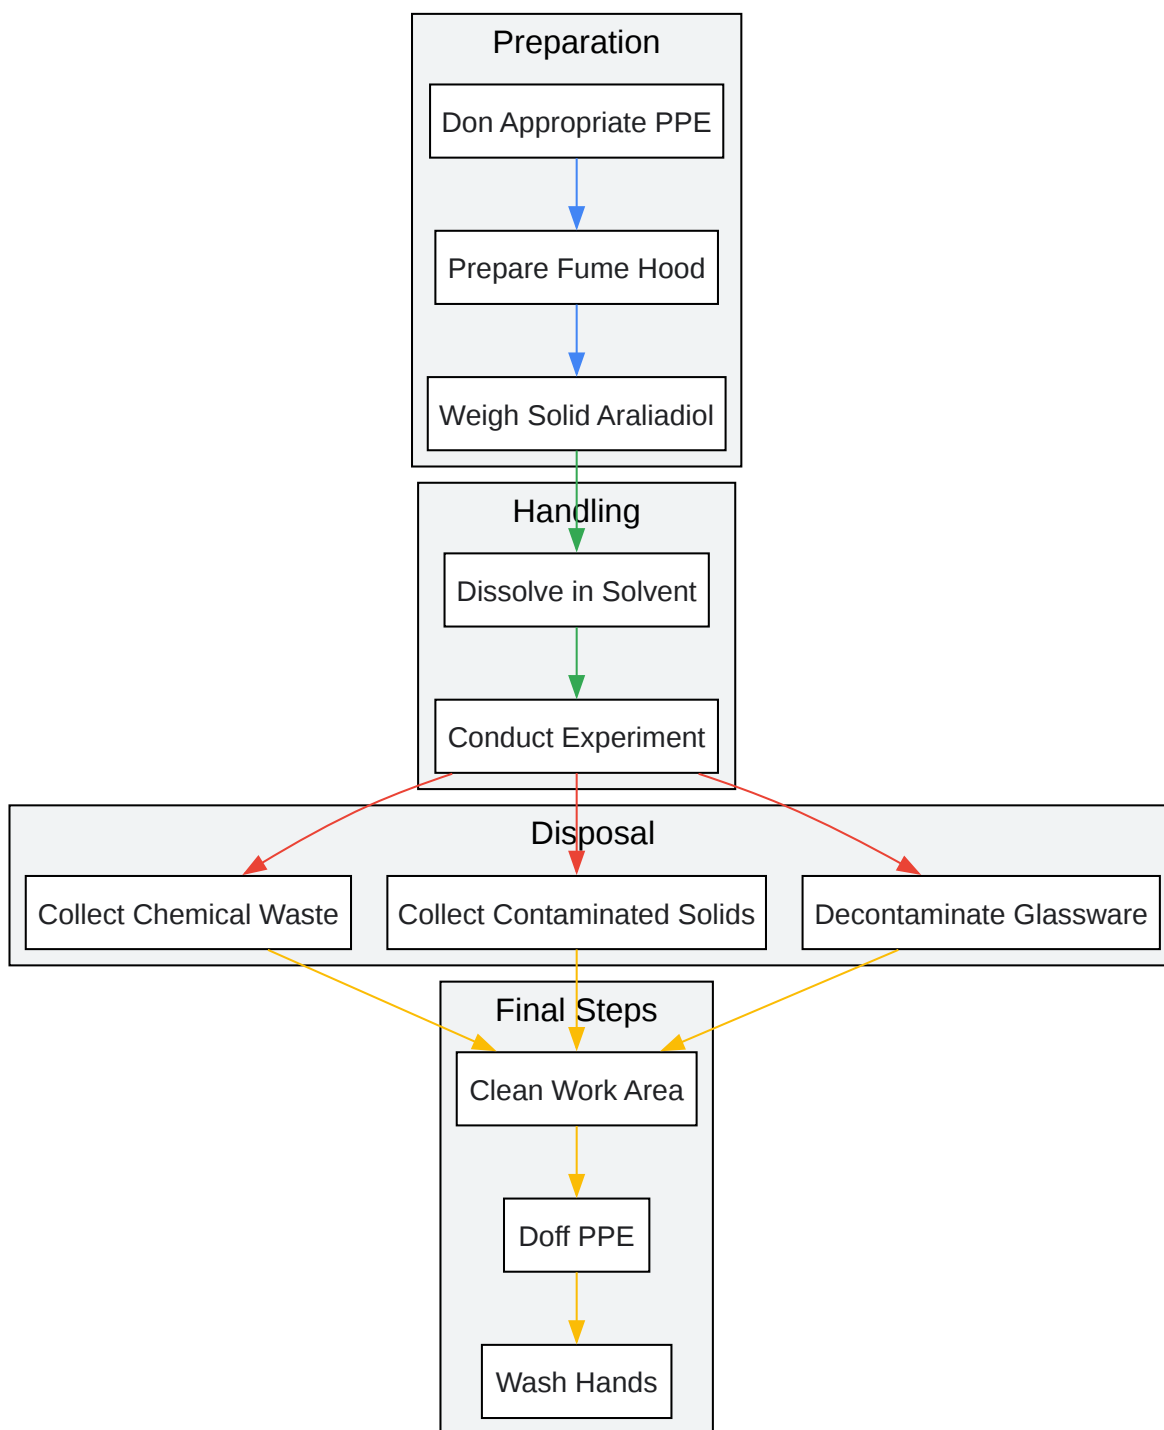 Preparation
Don Appropriate PPE
Prepare Fume Hood
Weigh Solid Araliadiol
Handling
Dissolve in Solvent
Conduct Experiment
Disposal
Collect Chemical Waste
Collect Contaminated Solids
Decontaminate Glassware
Final Steps
Clean Work Area
Doff PPE
Wash Hands